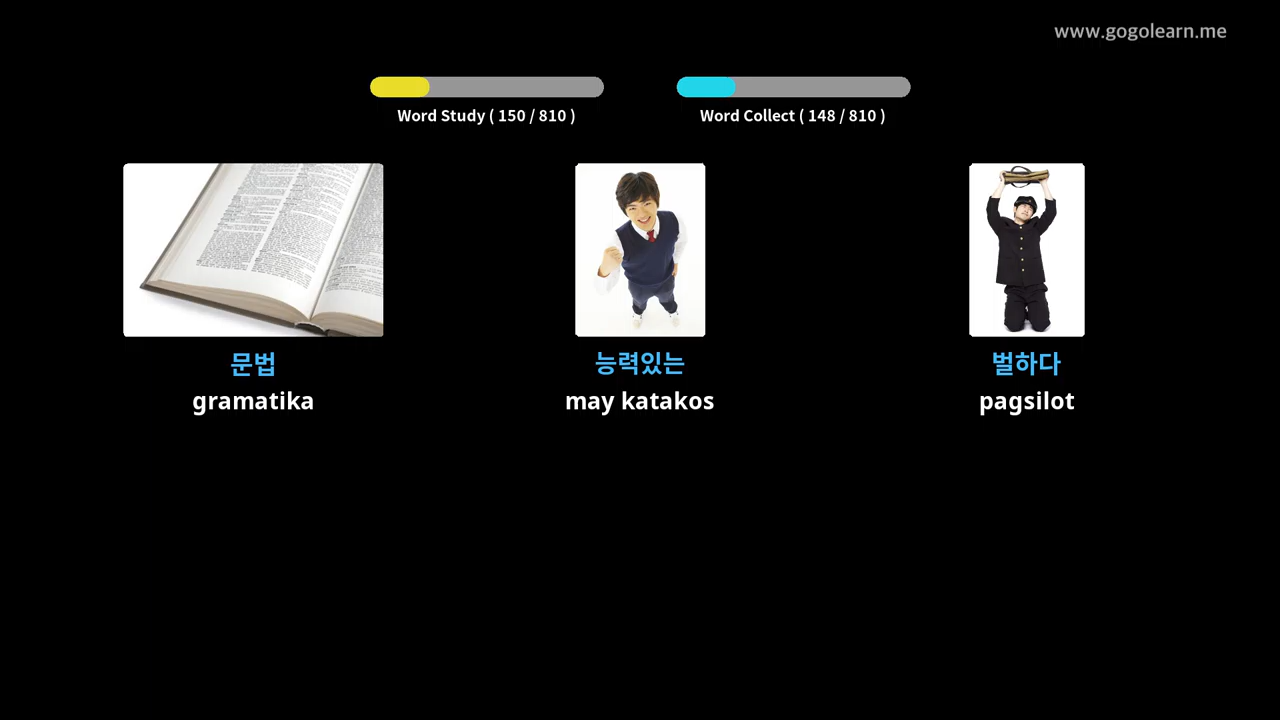 www.gogolearn.me
Word Study ( 150 / 810 )
Word Collect ( 148 / 810 )
문법
gramatika
능력있는
may katakos
벌하다
pagsilot